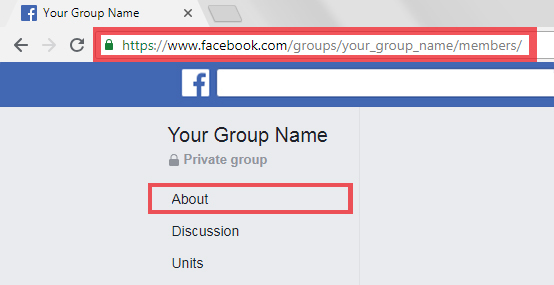 Your Group Name
https://www.facebook.com/groups/your_group_name/members/
Your Group Name
Private group
About
Discussion
Units